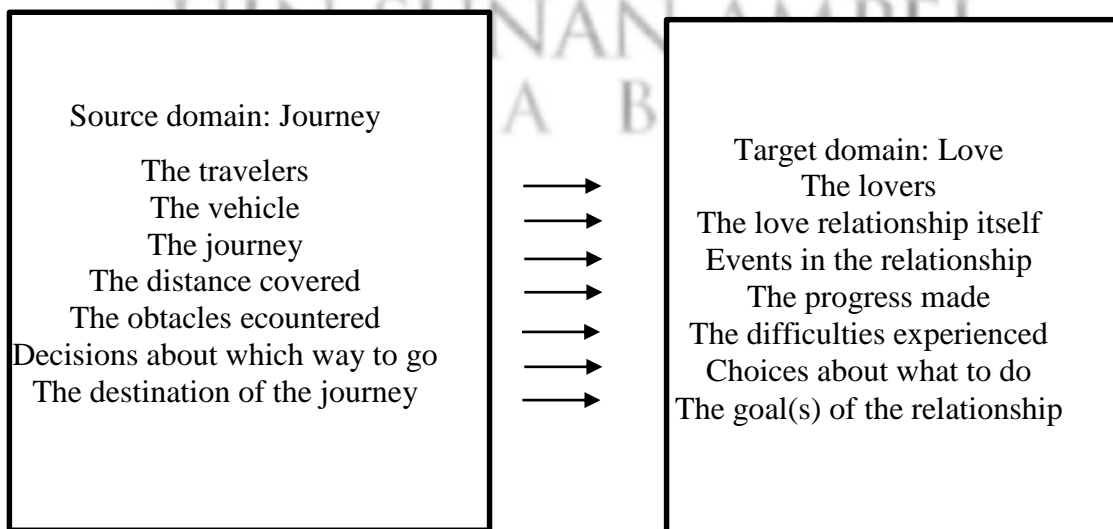 Source domain: Journey
The travelers
The vehicle
The journey
The distance covered
The obtacles ecountered
Decisions about which way to go
The destination of the journey
Target domain: Love
The lovers
The love relationship itself
Events in the relationship
The progress made
The difficulties experienced
Choices about what to do
The goal(s) of the relationship